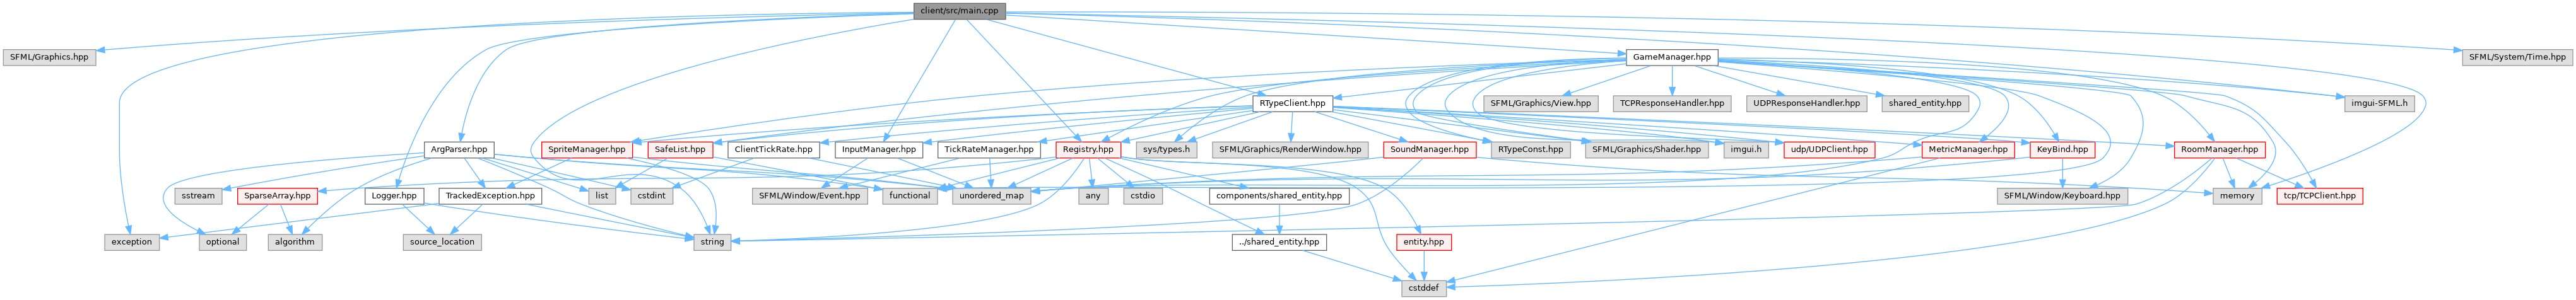 client/src/main.cpp
SFML/Graphics.hpp
GameManager.hpp
SFML/System/Time.hpp
RTypeClient.hpp
SFML/Graphics/View.hpp
TCPResponseHandler.hpp
UDPResponseHandler.hpp
shared_entity.hpp
imgui-SFML.h
ArgParser.hpp
SpriteManager.hpp
SafeList.hpp
ClientTickRate.hpp
InputManager.hpp
TickRateManager.hpp
Registry.hpp
sys/types.h
SFML/Graphics/RenderWindow.hpp
SoundManager.hpp
RTypeConst.hpp
SFML/Graphics/Shader.hpp
imgui.h
udp/UDPClient.hpp
MetricManager.hpp
KeyBind.hpp
RoomManager.hpp
sstream
SparseArray.hpp
Logger.hpp
TrackedException.hpp
list
cstdint
SFML/Window/Event.hpp
functional
unordered_map
any
cstdio
components/shared_entity.hpp
SFML/Window/Keyboard.hpp
memory
tcp/TCPClient.hpp
exception
optional
algorithm
source_location
string
../shared_entity.hpp
entity.hpp
cstddef